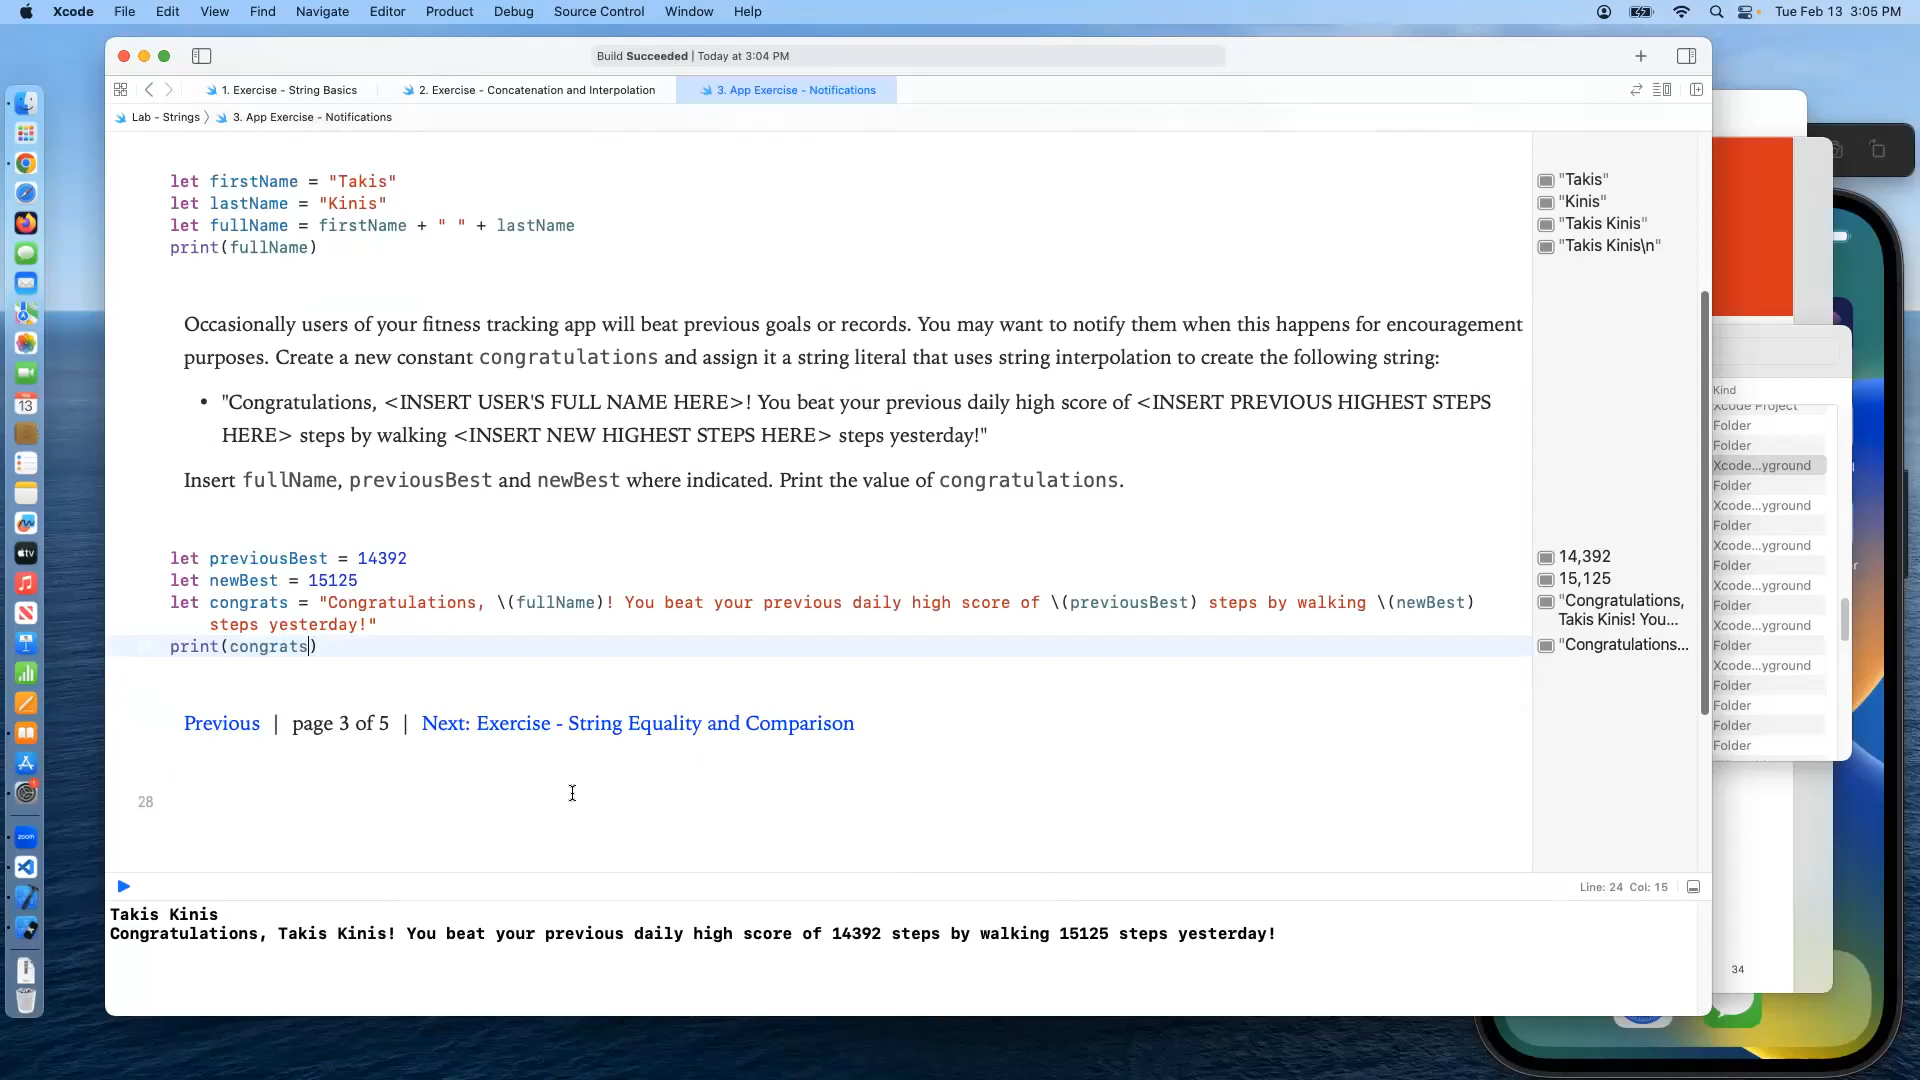 Xcode File Edit View Find Navigate Editor Product Debug Source Control Window Help Tue Feb 13 3:05 PM
Build Succeeded | Today at 3:04 PM
1. Exercise - String Basics 2. Exercise - Concatenation and Interpolation 3. App Exercise - Notifications
Lab - Strings 3. App Exercise - Notifications
let firstName = "Takis" "Takis"
let lastName = "Kinis" "Kinis"
let fullName = firstName + " " + lastName "Takis Kinis"
print(fullName) "Takis Kinis\n"
Occasionally users of your fitness tracking app will beat previous goals or records. You may want to notify them when this happens for encouragement
purposes. Create a new constant congratulations and assign it a string literal that uses string interpolation to create the following string:
• "Congratulations, <INSERT USER'S FULL NAME HERE>! You beat your previous daily high score of <INSERT PREVIOUS HIGHEST STEPS
HERE> steps by walking <INSERT NEW HIGHEST STEPS HERE> steps yesterday!"
Insert fullName, previousBest and newBest where indicated. Print the value of congratulations.
let previousBest = 14392 14,392
let newBest = 15125 15,125
let congrats = "Congratulations, \(fullName)! You beat your previous daily high score of \(previousBest) steps by walking \(newBest) "Congratulations,
steps yesterday!" Takis Kinis! You...
print(congrats) "Congratulations...
Previous | page 3 of 5 | Next: Exercise - String Equality and Comparison
28
Line: 24 Col: 15
Takis Kinis
Congratulations, Takis Kinis! You beat your previous daily high score of 14392 steps by walking 15125 steps yesterday!
Kind
Xcode Project
Folder
Folder
Xcode...yground
Folder
Xcode...yground
Folder
Xcode...yground
Folder
Xcode...yground
Folder
Xcode...yground
Folder
Xcode...yground
Folder
Folder
Folder
Folder
34
13
zoom
tv